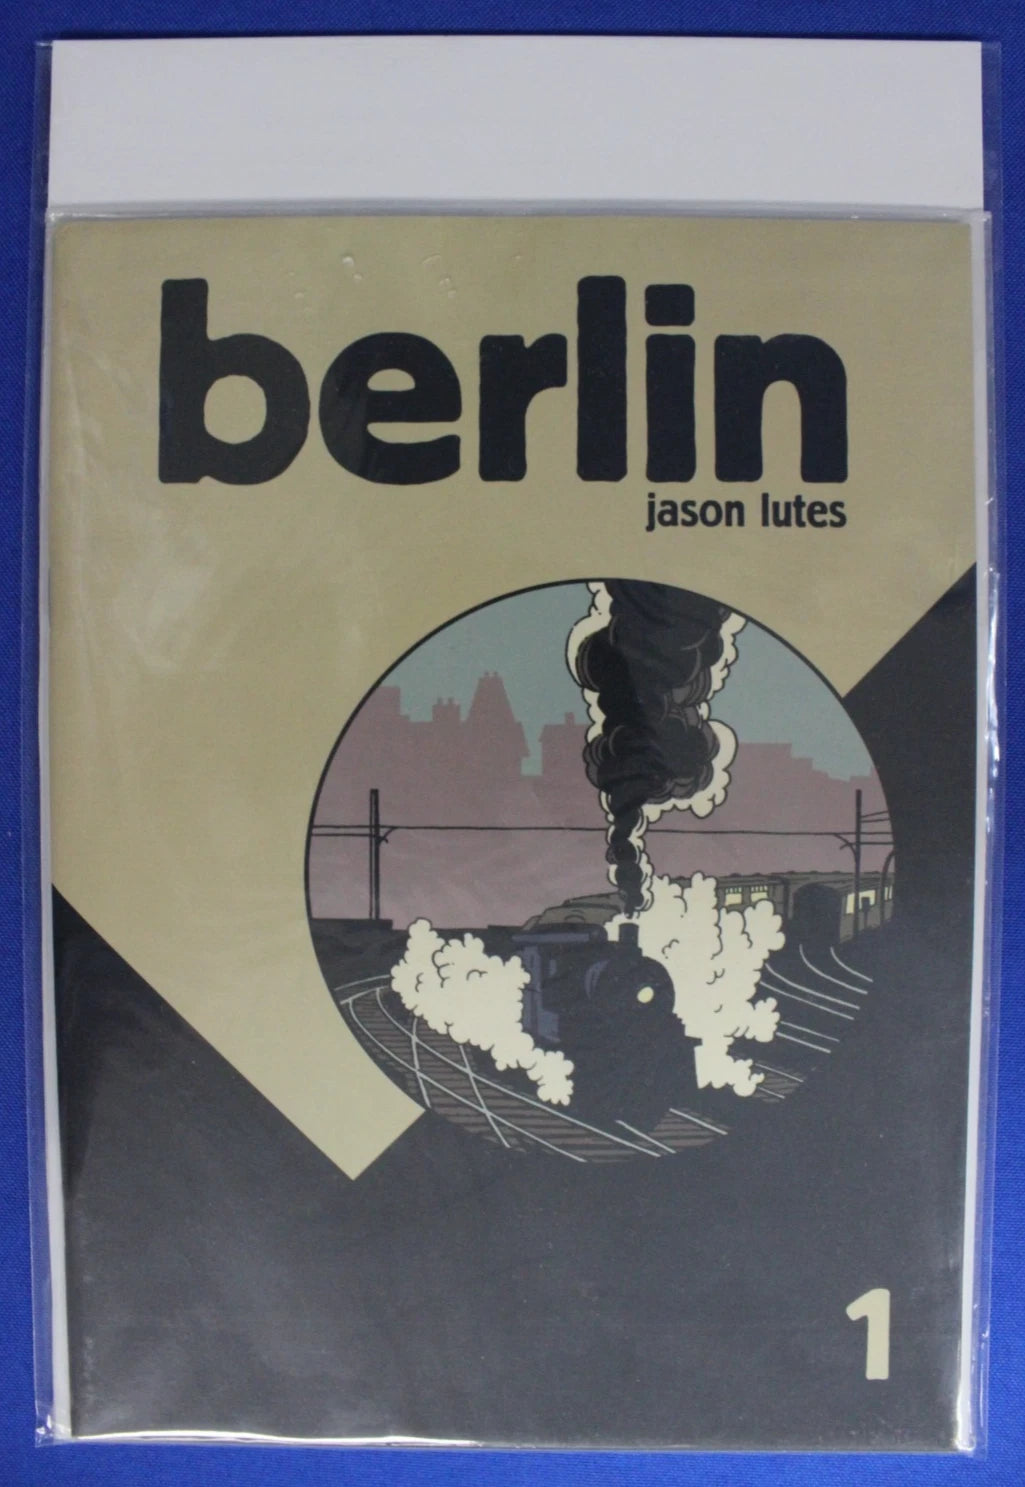 berlin
jason lutes
1